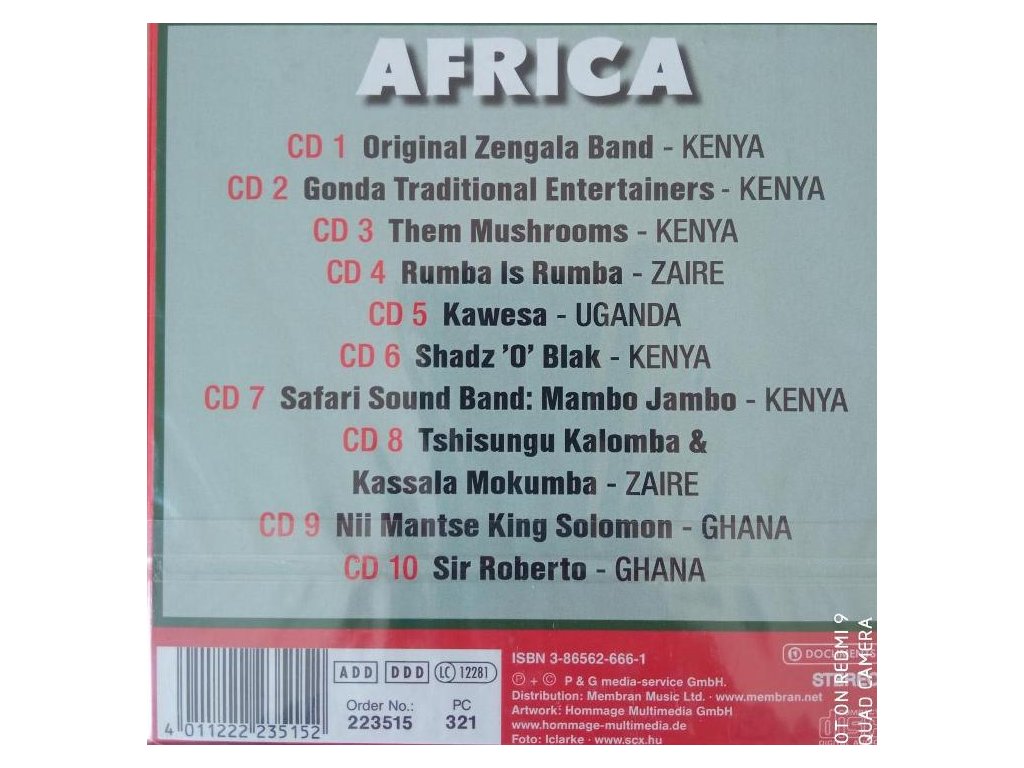 AFRICA
CD 1 Original Zengala Band - KENYA
CD 2 Gonda Traditional Entertainers - KENYA
CD 3 Them Mushrooms - KENYA
CD 4 Rumba Is Rumba - ZAIRE
CD 5 Kawesa - UGANDA
CD 6 Shadz 'O' Blak - KENYA
CD 7 Safari Sound Band: Mambo Jambo - KENYA
CD 8 Tshisungu Kalomba &
Kassala Mokumba - ZAIRE
CD 9 Nii Mantse King Solomon - GHANA
CD 10 Sir Roberto - GHANA
4 011222 235152
ADD DDD LC 12281
Order No.: PC
223515 321
ISBN 3-86562-666-1
Ⓟ + © P & G media-service GmbH.
Distribution: Membran Music Ltd. · www.membran.net
Artwork: Hommage Multimedia GmbH
www.hommage-multimedia.de
Foto: lclarke – www.scx.hu
STEREO
OT ON REDMI 9
QUAD CAMERA